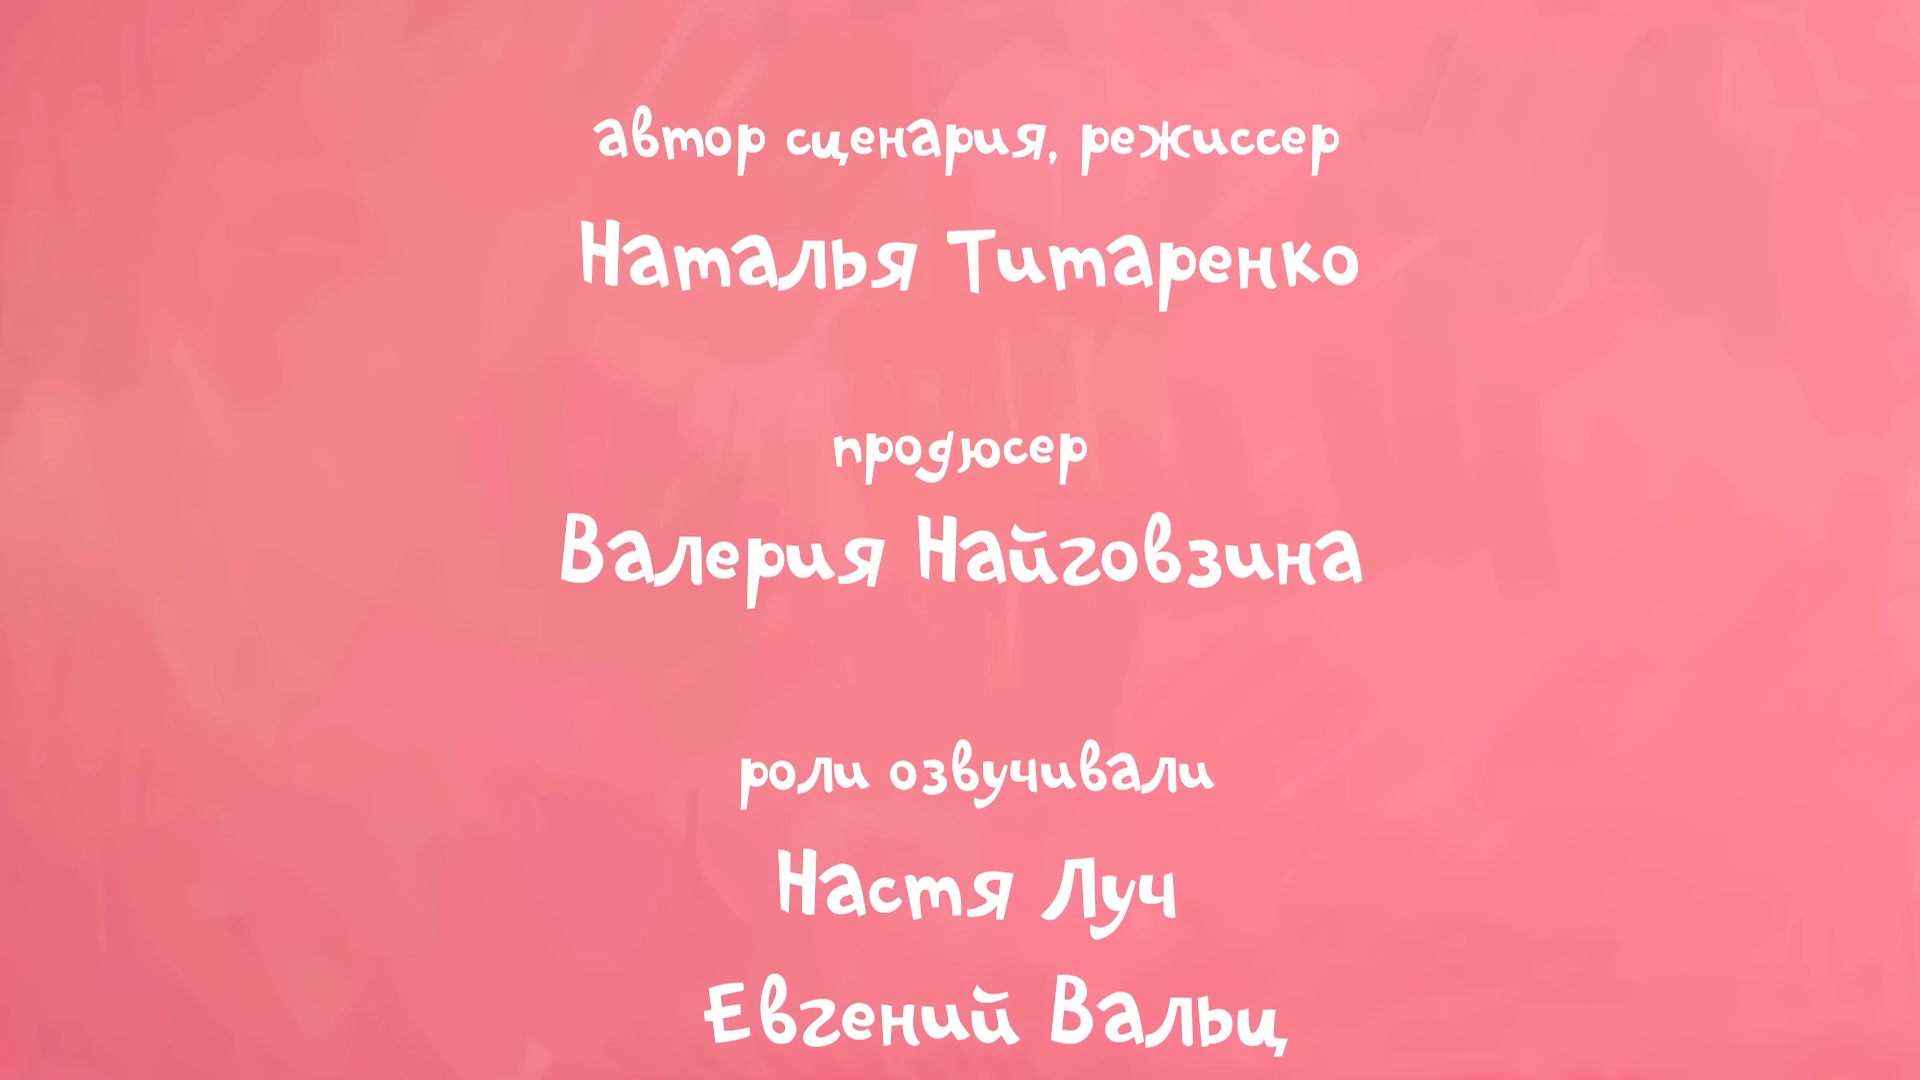 автор сценария, режиссер
Наталья Титаренко
продюсер
Валерия Найговзина
роли озвучивали
Настя Луч
Евгений Вальц